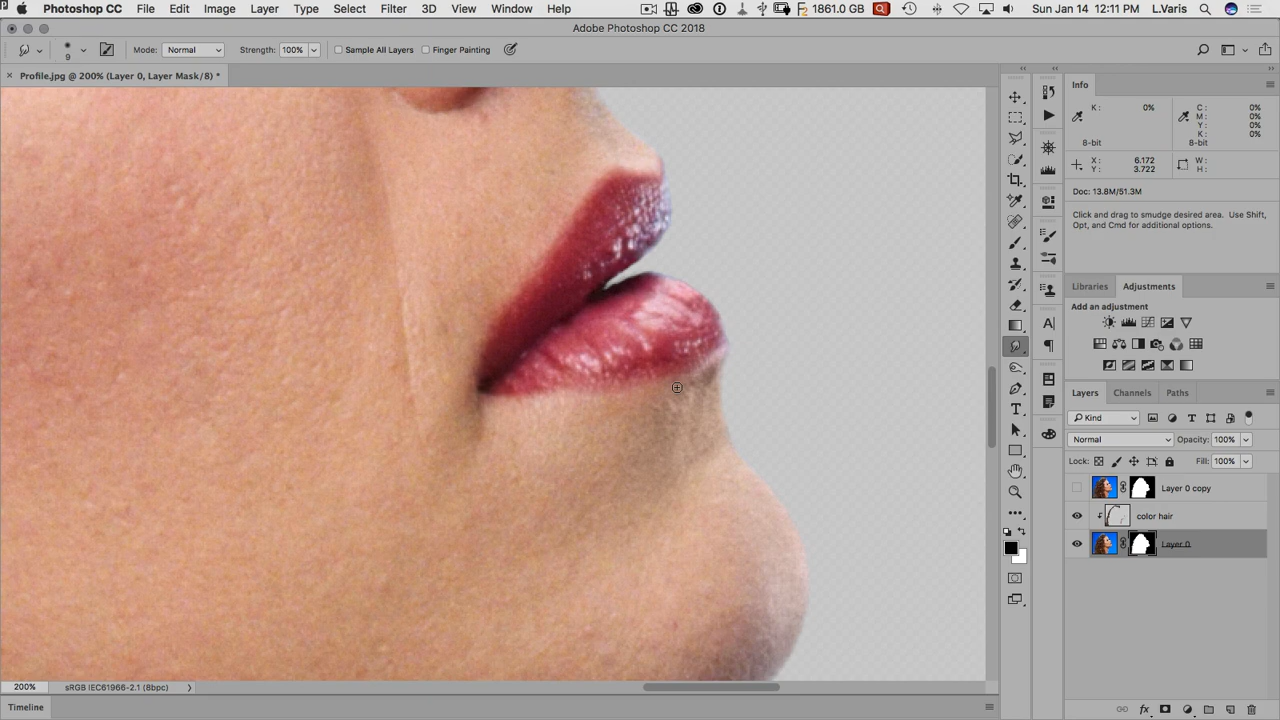 Photoshop CC File Edit Image Layer Type Select Filter 3D View Window Help 1861.0 GB Sun Jan 14 12:11 PM L.Varis
Adobe Photoshop CC 2018
9 Mode: Normal Strength: 100% Sample All Layers Finger Painting
× Profile.jpg @ 200% (Layer 0, Layer Mask/8) *
Info
K : 0% C : 0%
M : 0%
Y : 0%
K : 0%
8-bit 8-bit
X : 6.172 W :
Y : 3.722 H :
Doc: 13.8M/51.3M
Click and drag to smudge desired area. Use Shift,
Opt, and Cmd for additional options.
Libraries Adjustments
Add an adjustment
Layers Channels Paths
Kind
Normal Opacity: 100%
Lock: Fill: 100%
Layer 0 copy
color hair
Layer 0
200% sRGB IEC61966-2.1 (8bpc)
fx
Timeline